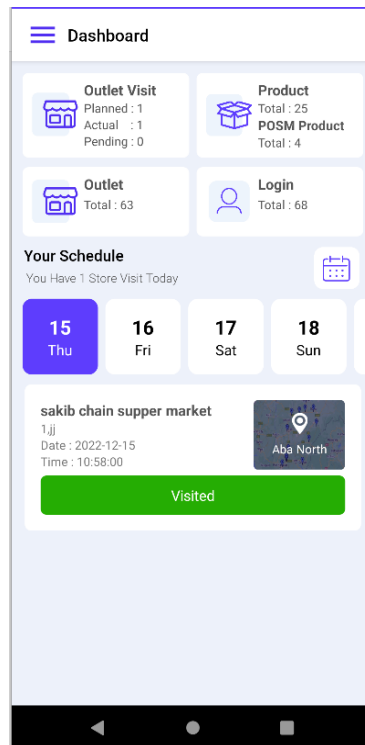 Dashboard
Outlet Visit
Planned : 1
Actual : 1
Pending : 0
Product
Total : 25
POSM Product
Total : 4
Outlet
Total : 63
Login
Total : 68
Your Schedule
You Have 1 Store Visit Today
15
Thu
16
Fri
17
Sat
18
Sun
sakib chain supper market
1,jj
Date : 2022-12-15
Time : 10:58:00
Aba North
Visited